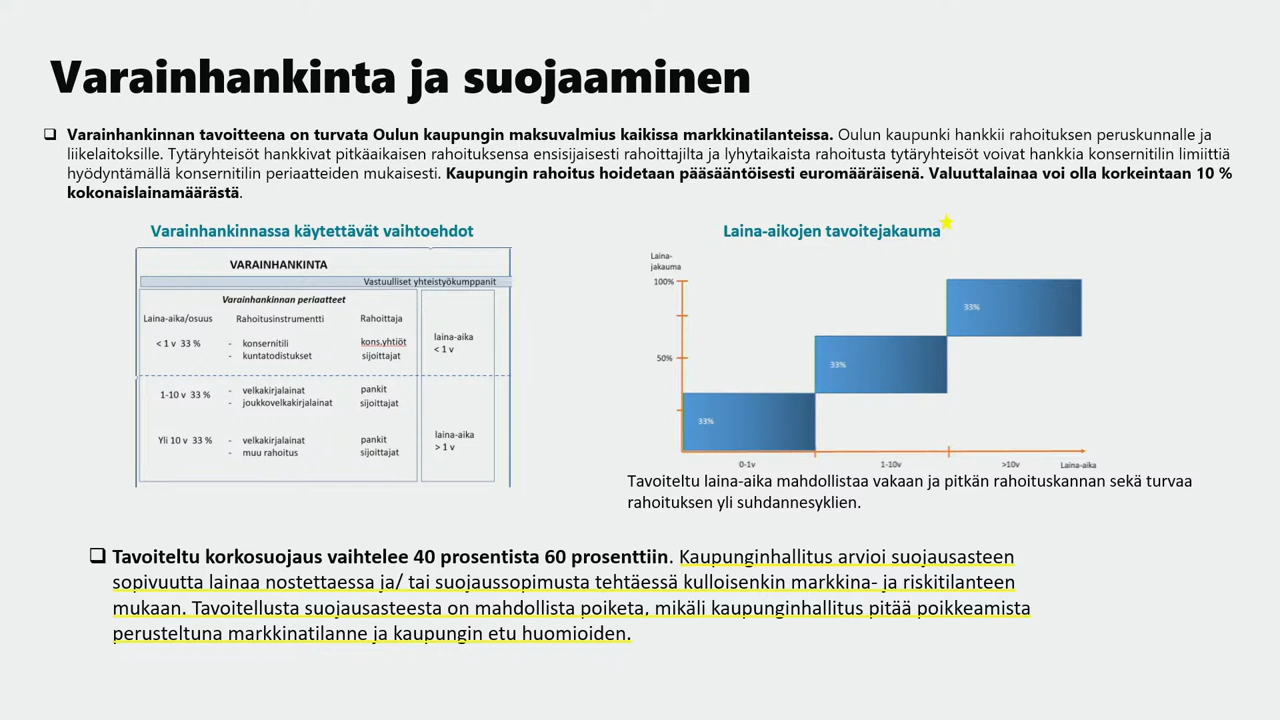 Varainhankinta ja suojaaminen
❑ Varainhankinnan tavoitteena on turvata Oulun kaupungin maksuvalmius kaikissa markkinatilanteissa. Oulun kaupunki hankkii rahoituksen peruskunnalle ja
liikelaitoksille. Tytäryhteisöt hankkivat pitkäaikaisen rahoituksensa ensisijaisesti rahoittajilta ja lyhytaikaista rahoitusta tytäryhteisöt voivat hankkia konsernitilin limiittiä
hyödyntämällä konsernitilin periaatteiden mukaisesti. Kaupungin rahoitus hoidetaan pääsääntöisesti euromääräisenä. Valuuttalainaa voi olla korkeintaan 10 %
kokonaislainamäärästä.
Varainhankinnassa käytettävät vaihtoehdot
VARAINHANKINTA
Vastuulliset yhteistyökumppanit
Varainhankinnan periaatteet
Laina-aika/osuus Rahoitusinstrumentti Rahoittaja
< 1 v 33 % - konsernitili kons.yhtiöt
- kuntatodistukset sijoittajat
laina-aika
< 1 v
1-10 v 33 % - velkakirjalainat pankit
- joukkovelkakirjalainat sijoittajat
Yli 10 v 33 % - velkakirjalainat pankit
- muu rahoitus sijoittajat
laina-aika
> 1 v
Laina-aikojen tavoitejakauma
Laina-
jakauma
100%
33%
50%
33%
33%
0-1v 1-10v >10v Laina-aika
Tavoiteltu laina-aika mahdollistaa vakaan ja pitkän rahoituskannan sekä turvaa
rahoituksen yli suhdannesyklien.
❑ Tavoiteltu korkosuojaus vaihtelee 40 prosentista 60 prosenttiin. Kaupunginhallitus arvioi suojausasteen
sopivuutta lainaa nostettaessa ja/ tai suojaussopimusta tehtäessä kulloisenkin markkina- ja riskitilanteen
mukaan. Tavoitellusta suojausasteesta on mahdollista poiketa, mikäli kaupunginhallitus pitää poikkeamista
perusteltuna markkinatilanne ja kaupungin etu huomioiden.